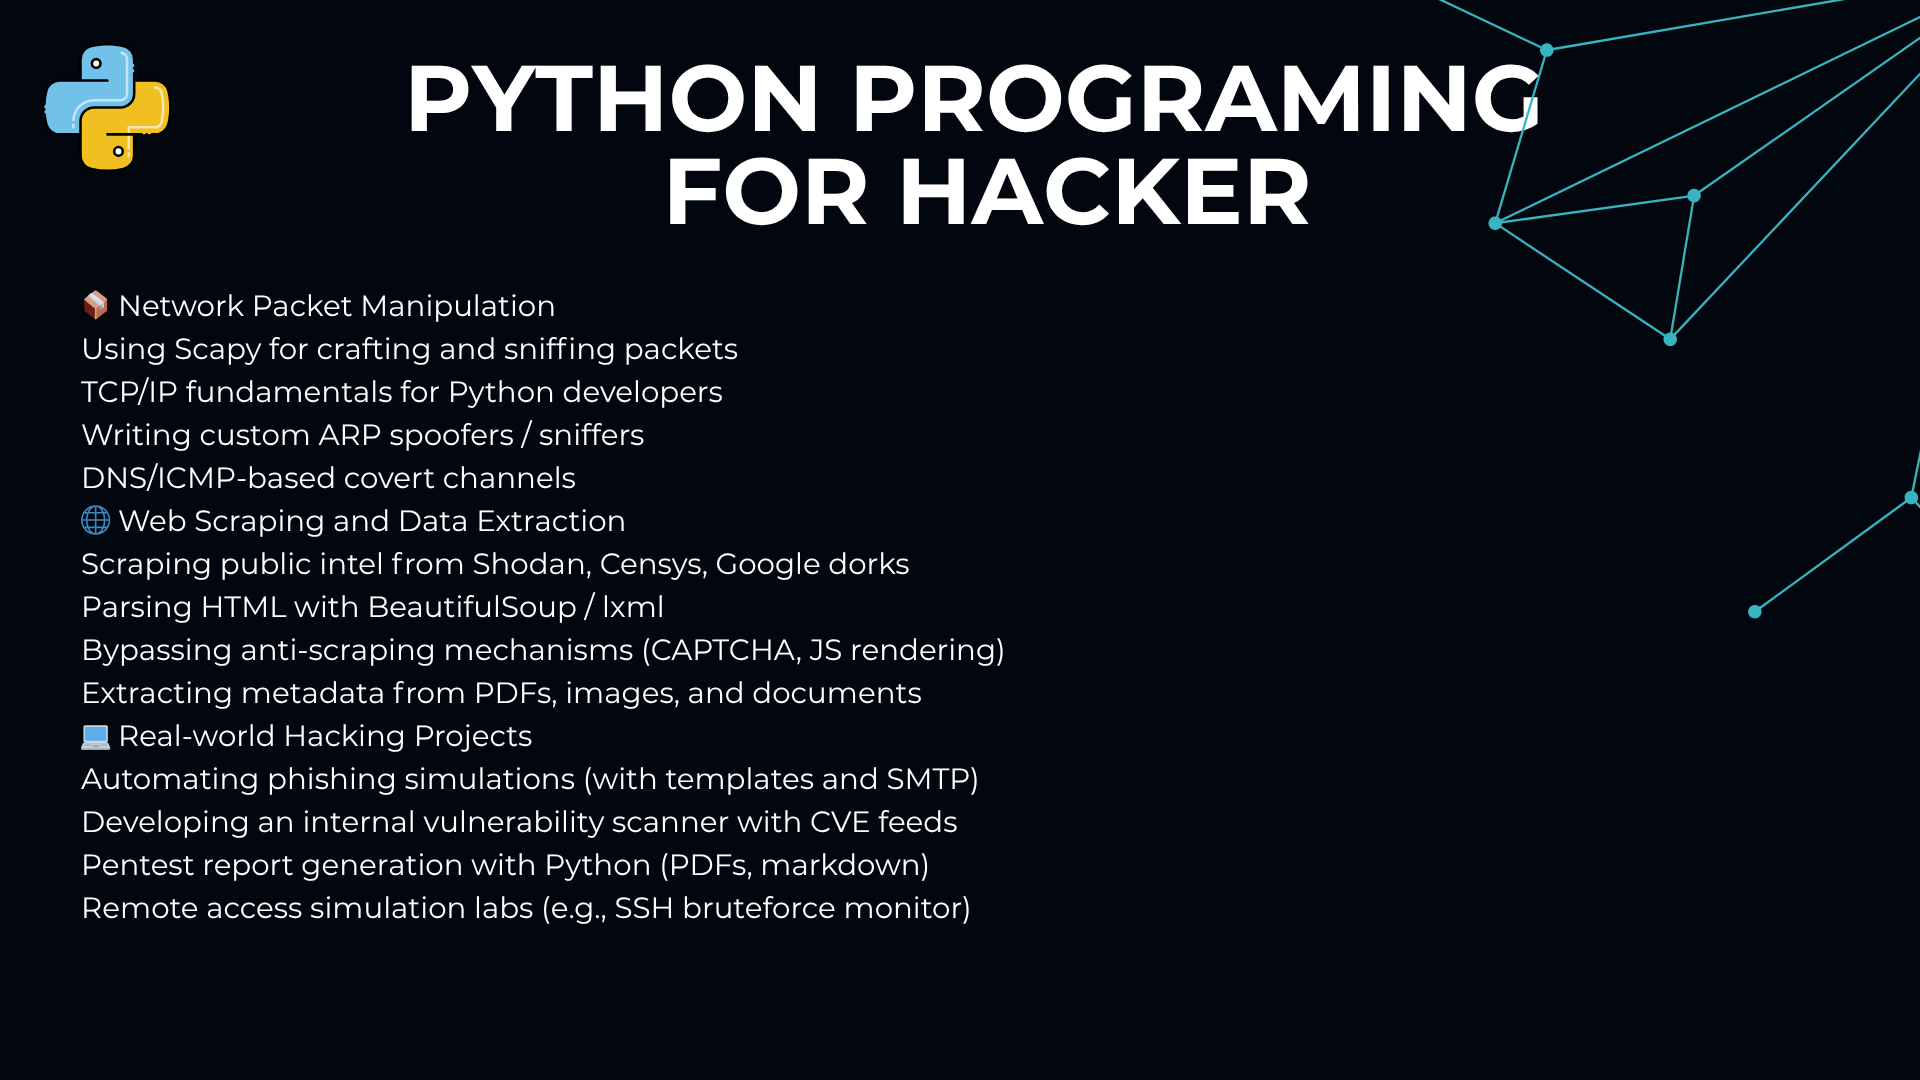 PYTHON PROGRAMING
FOR HACKER
📦 Network Packet Manipulation
Using Scapy for crafting and sniffing packets
TCP/IP fundamentals for Python developers
Writing custom ARP spoofers / sniffers
DNS/ICMP-based covert channels
🌐 Web Scraping and Data Extraction
Scraping public intel from Shodan, Censys, Google dorks
Parsing HTML with BeautifulSoup / lxml
Bypassing anti-scraping mechanisms (CAPTCHA, JS rendering)
Extracting metadata from PDFs, images, and documents
💻 Real-world Hacking Projects
Automating phishing simulations (with templates and SMTP)
Developing an internal vulnerability scanner with CVE feeds
Pentest report generation with Python (PDFs, markdown)
Remote access simulation labs (e.g., SSH bruteforce monitor)